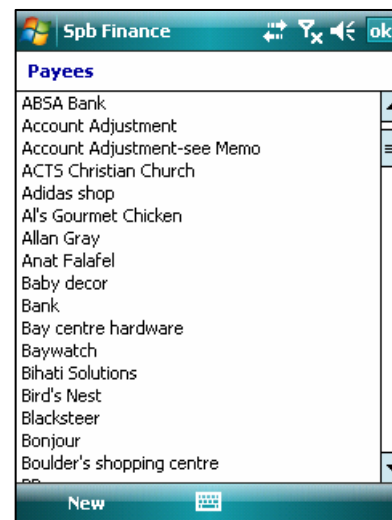 Spb Finance
ok
Payees
ABSA Bank
Account Adjustment
Account Adjustment-see Memo
ACTS Christian Church
Adidas shop
Al's Gourmet Chicken
Allan Gray
Anat Falafel
Baby decor
Bank
Bay centre hardware
Baywatch
Bihati Solutions
Bird's Nest
Blacksteer
Bonjour
Boulder's shopping centre
New